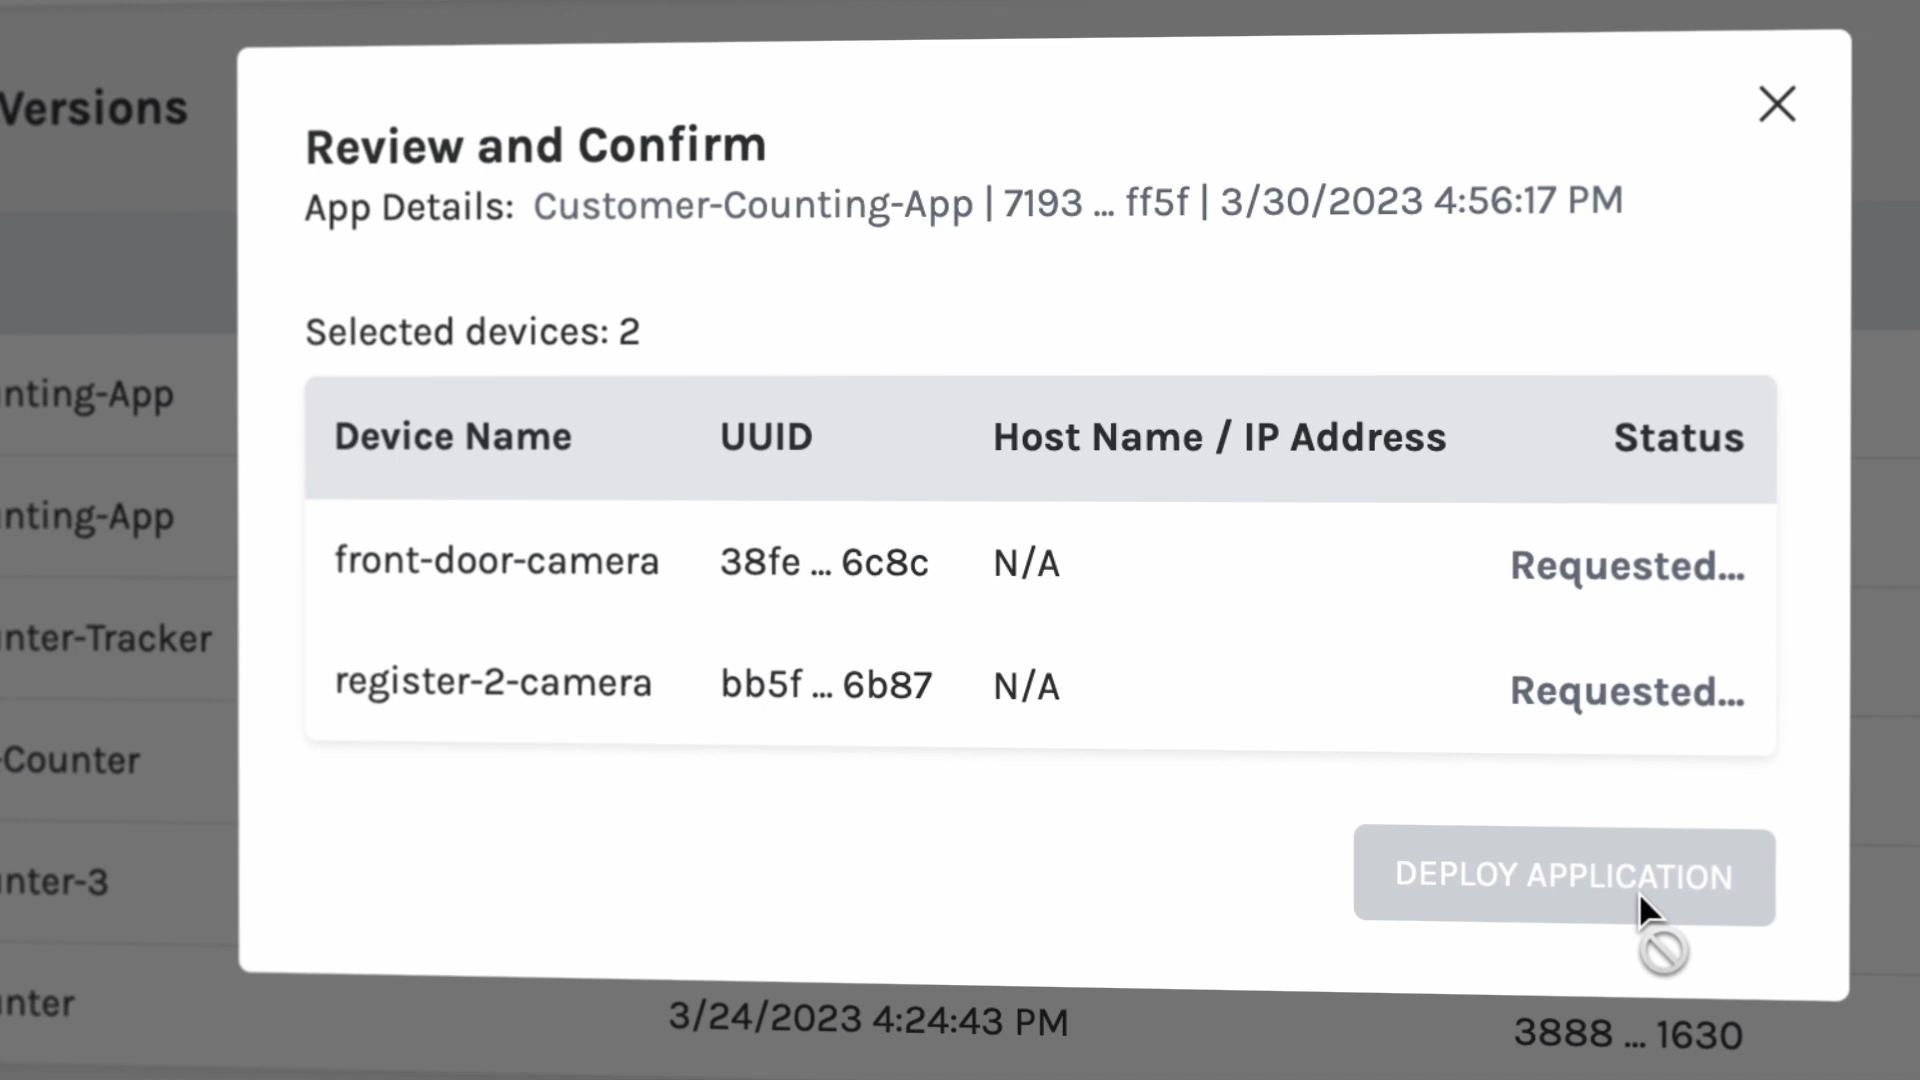 Versions
Review and Confirm
App Details: Customer-Counting-App | 7193 ... ff5f | 3/30/2023 4:56:17 PM
Selected devices: 2
Device Name UUID Host Name / IP Address Status
front-door-camera 38fe ... 6c8c N/A Requested...
register-2-camera bb5f ... 6b87 N/A Requested...
DEPLOY APPLICATION
nting-App
nting-App
nter-Tracker
-Counter
nter-3
nter 3/24/2023 4:24:43 PM 3888 ... 1630